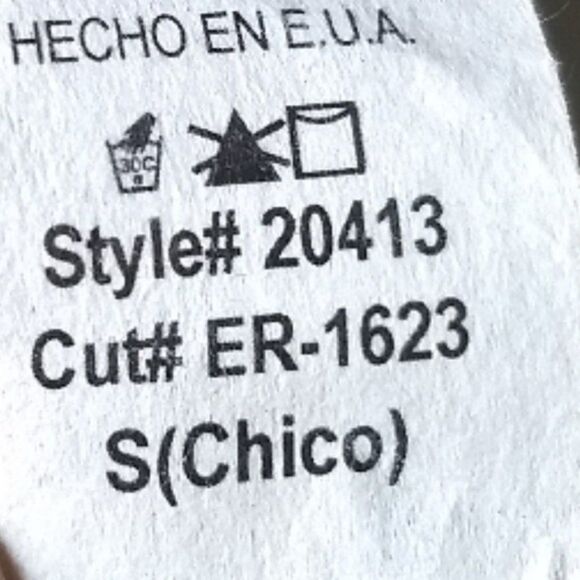 HECHO EN E.U.A.
30C
Style# 20413
Cut# ER-1623
S(Chico)